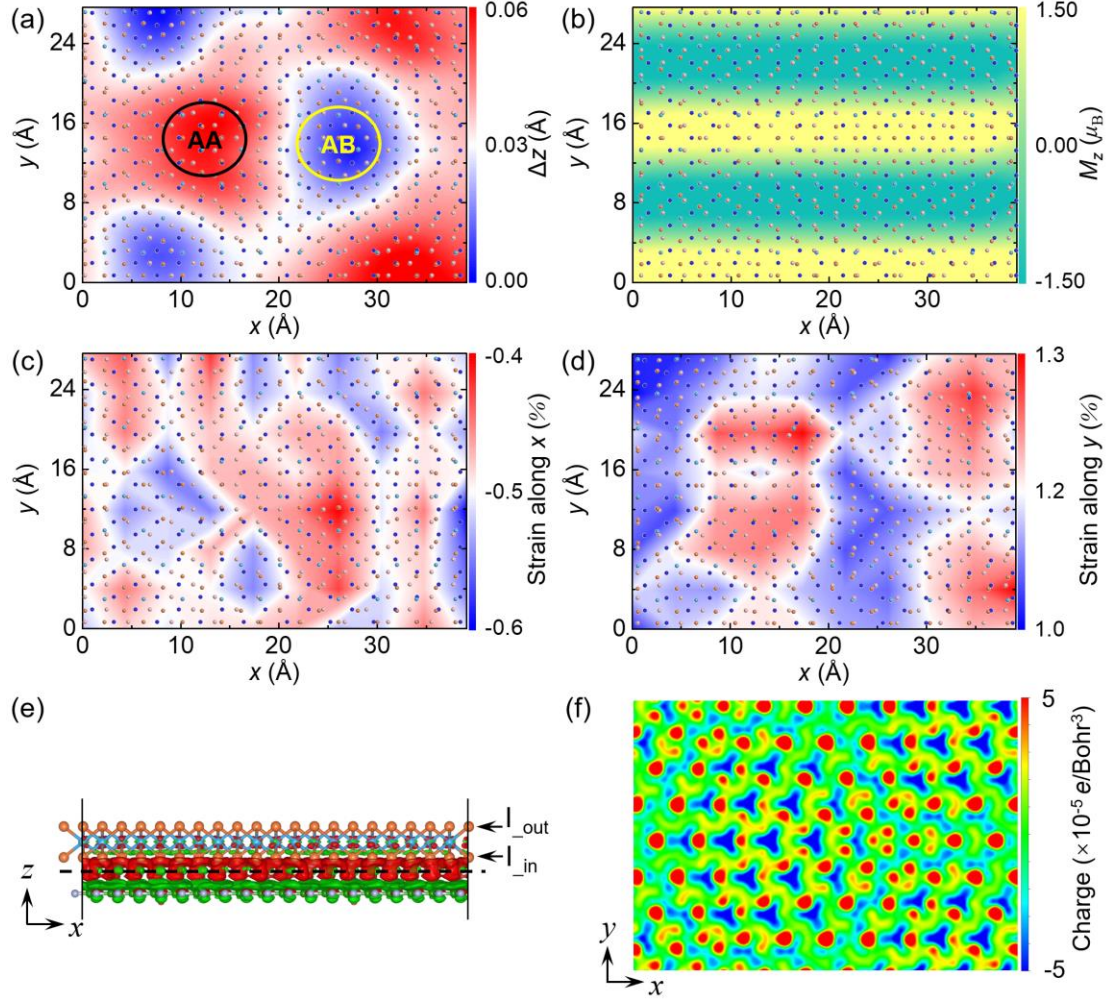 (a)
AA
AB
24
16
8
0
y (Å)
0
10
20
30
x (Å)
0.06
0.03
0.00
Δz (Å)
(b)
24
16
8
0
y (Å)
0
10
20
30
x (Å)
1.50
0.00
-1.50
M_z (μ_B)
(c)
24
16
8
0
y (Å)
0
10
20
30
x (Å)
-0.4
-0.5
-0.6
Strain along x (%)
(d)
24
16
8
0
y (Å)
0
10
20
30
x (Å)
1.3
1.2
1.0
Strain along y (%)
(e)
I_out
I_in
z
x
(f)
y
x
5
-5
Charge (× 10⁻⁵ e/Bohr³)